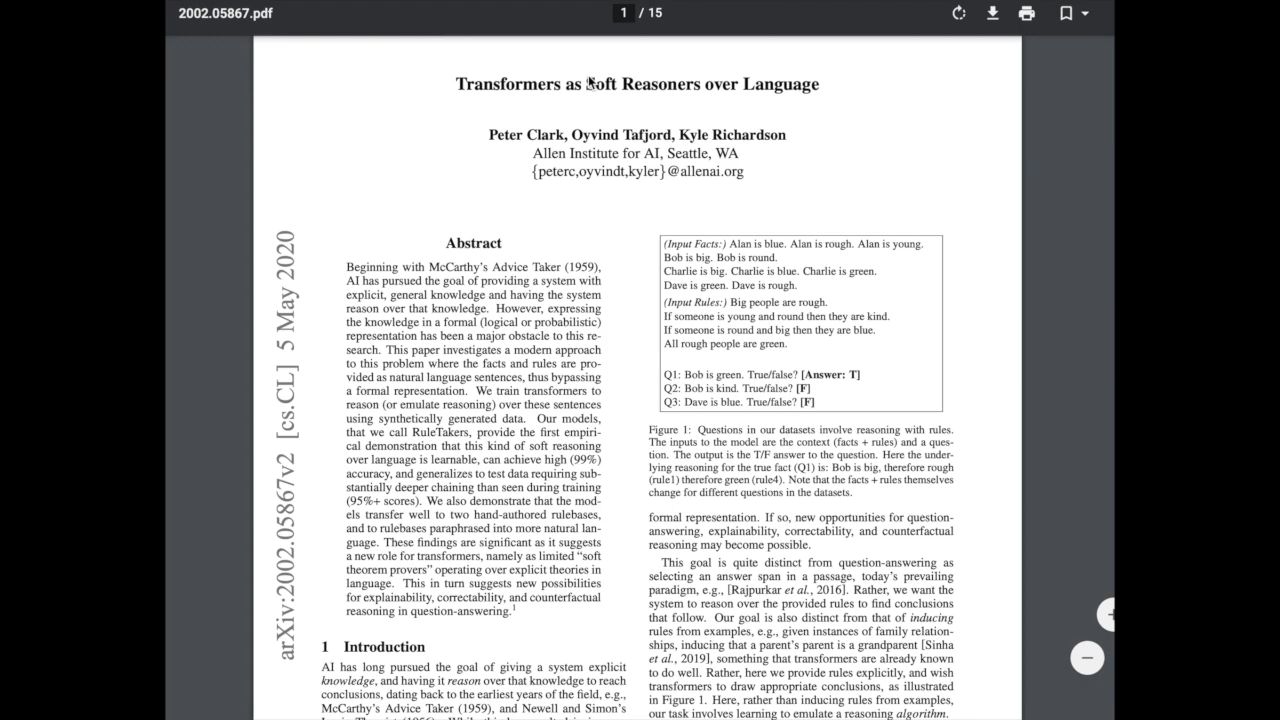 2002.05867.pdf
1 / 15
Transformers as Soft Reasoners over Language
Peter Clark, Oyvind Tafjord, Kyle Richardson
Allen Institute for AI, Seattle, WA
{peterc,oyvindt,kyler}@allenai.org
arXiv:2002.05867v2 [cs.CL] 5 May 2020
Abstract
Beginning with McCarthy's Advice Taker (1959),
AI has pursued the goal of providing a system with
explicit, general knowledge and having the system
reason over that knowledge. However, expressing
the knowledge in a formal (logical or probabilistic)
representation has been a major obstacle to this re-
search. This paper investigates a modern approach
to this problem where the facts and rules are pro-
vided as natural language sentences, thus bypassing
a formal representation. We train transformers to
reason (or emulate reasoning) over these sentences
using synthetically generated data. Our models,
that we call RuleTakers, provide the first empiri-
cal demonstration that this kind of soft reasoning
over language is learnable, can achieve high (99%)
accuracy, and generalizes to test data requiring sub-
stantially deeper chaining than seen during training
(95%+ scores). We also demonstrate that the mod-
els transfer well to two hand-authored rulebases,
and to rulebases paraphrased into more natural lan-
guage. These findings are significant as it suggests
a new role for transformers, namely as limited "soft
theorem provers" operating over explicit theories in
language. This in turn suggests new possibilities
for explainability, correctability, and counterfactual
reasoning in question-answering.1
1 Introduction
AI has long pursued the goal of giving a system explicit
knowledge, and having it reason over that knowledge to reach
conclusions, dating back to the earliest years of the field, e.g.,
McCarthy's Advice Taker (1959), and Newell and Simon's
(Input Facts:) Alan is blue. Alan is rough. Alan is young.
Bob is big. Bob is round.
Charlie is big. Charlie is blue. Charlie is green.
Dave is green. Dave is rough.
(Input Rules:) Big people are rough.
If someone is young and round then they are kind.
If someone is round and big then they are blue.
All rough people are green.
Q1: Bob is green. True/false? [Answer: T]
Q2: Bob is kind. True/false? [F]
Q3: Dave is blue. True/false? [F]
Figure 1: Questions in our datasets involve reasoning with rules.
The inputs to the model are the context (facts + rules) and a ques-
tion. The output is the T/F answer to the question. Here the under-
lying reasoning for the true fact (Q1) is: Bob is big, therefore rough
(rule1) therefore green (rule4). Note that the facts + rules themselves
change for different questions in the datasets.
formal representation. If so, new opportunities for question-
answering, explainability, correctability, and counterfactual
reasoning may become possible.
This goal is quite distinct from question-answering as
selecting an answer span in a passage, today's prevailing
paradigm, e.g., [Rajpurkar et al., 2016]. Rather, we want the
system to reason over the provided rules to find conclusions
that follow. Our goal is also distinct from that of inducing
rules from examples, e.g., given instances of family relation-
ships, inducing that a parent's parent is a grandparent [Sinha
et al., 2019], something that transformers are already known
to do well. Rather, here we provide rules explicitly, and wish
transformers to draw appropriate conclusions, as illustrated
in Figure 1. Here, rather than inducing rules from examples,
our task involves learning to emulate a reasoning algorithm.